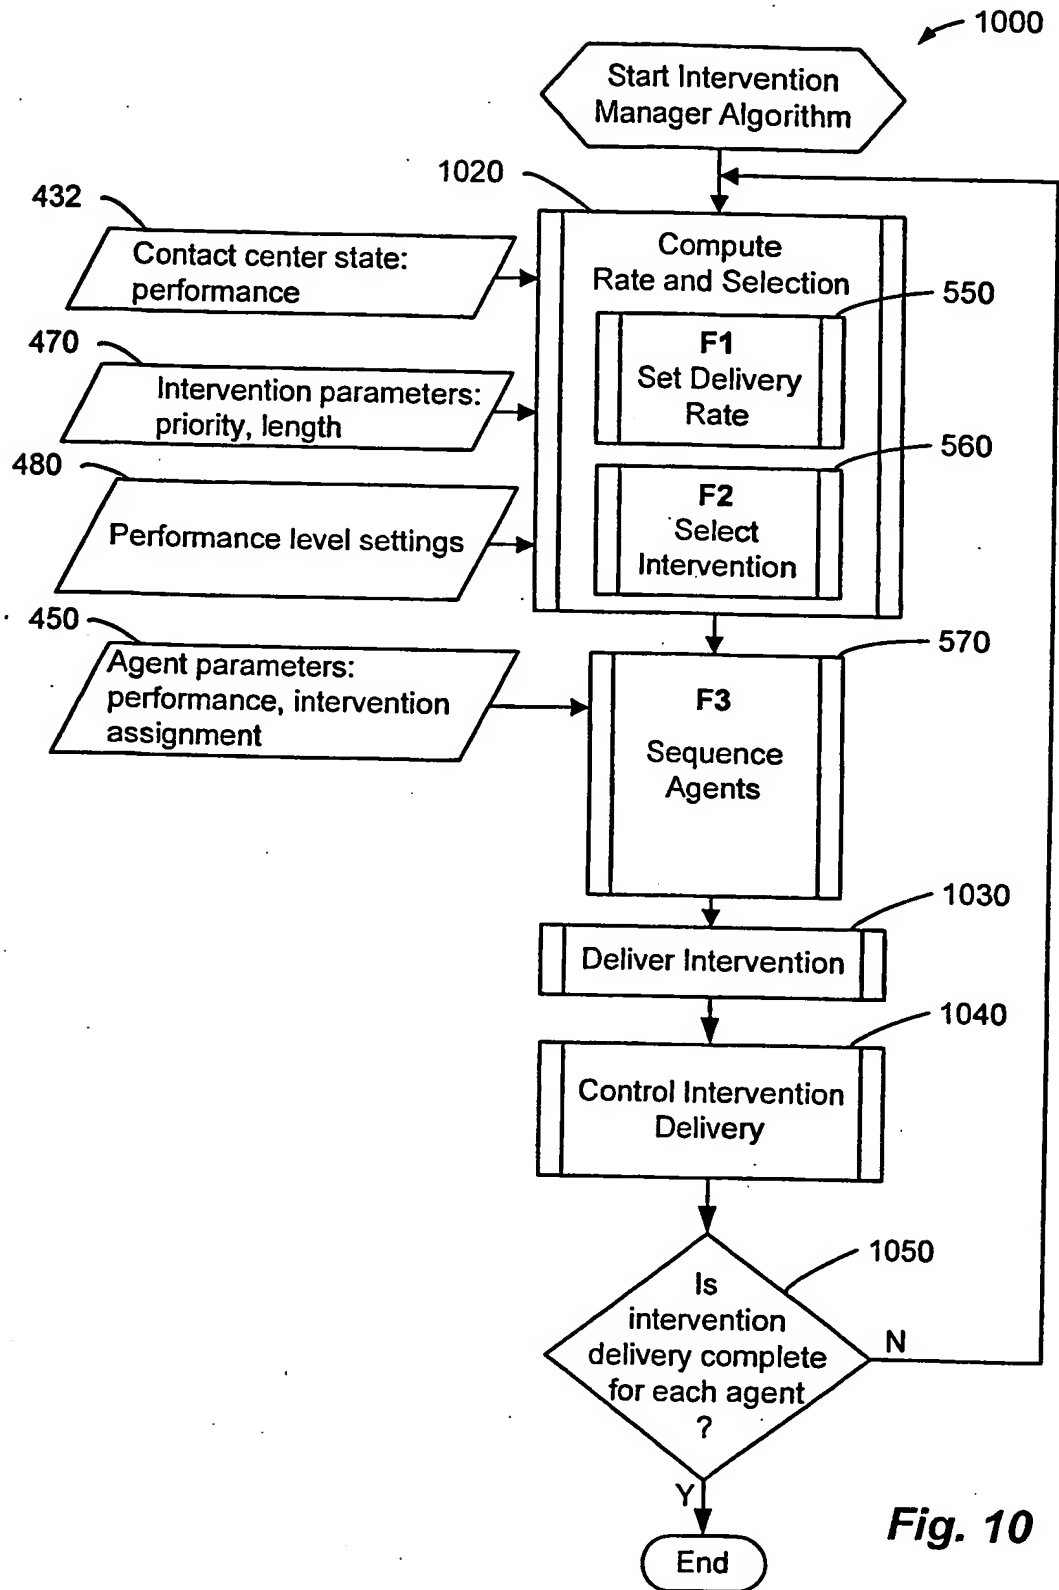 1000
Start Intervention
Manager Algorithm
1020
432
Contact center state:
performance
Compute
Rate and Selection
550
470
Intervention parameters:
priority, length
F1
Set Delivery
Rate
480
Performance level settings
560
F2
Select
Intervention
450
Agent parameters:
performance, intervention
assignment
570
F3
Sequence
Agents
1030
Deliver Intervention
1040
Control Intervention
Delivery
1050
Is
intervention
delivery complete
for each agent
?
N
Y
End
Fig. 10